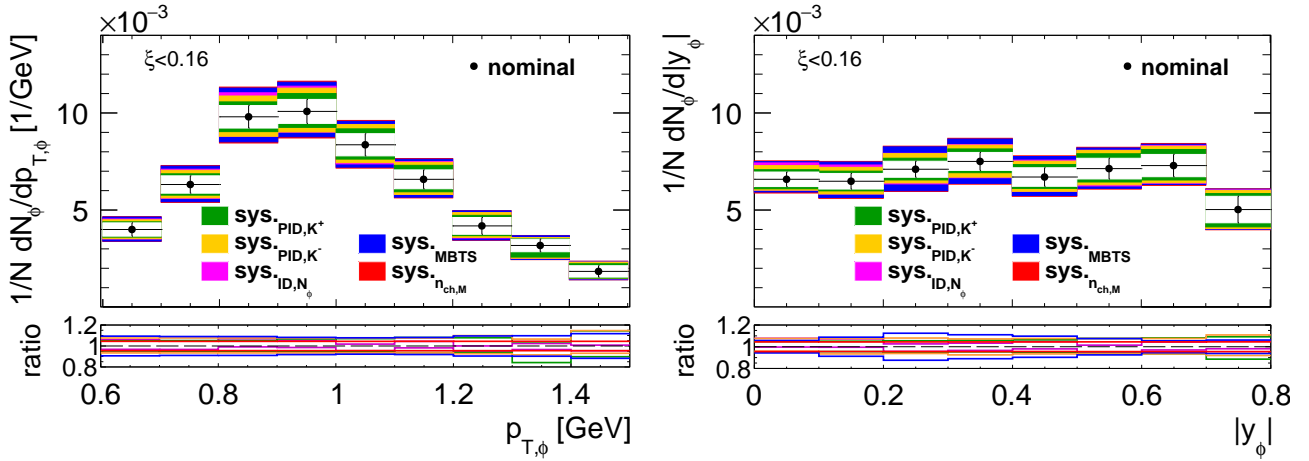 ×10⁻³
1/N dN_ϕ/dp_T,ϕ [1/GeV]
ξ<0.16
nominal
10
5
sys._PID,K⁺
sys._PID,K⁻
sys._MBTS
sys._ID,N_ϕ
sys._n_ch,M
ratio
1.2
1
0.8
0.6 0.8 1 1.2 1.4
p_T,ϕ [GeV]
×10⁻³
1/N dN_ϕ/d|y_ϕ|
ξ<0.16
nominal
10
5
sys._PID,K⁺
sys._PID,K⁻
sys._MBTS
sys._ID,N_ϕ
sys._n_ch,M
ratio
1.2
1
0.8
0 0.2 0.4 0.6 0.8
|y_ϕ|